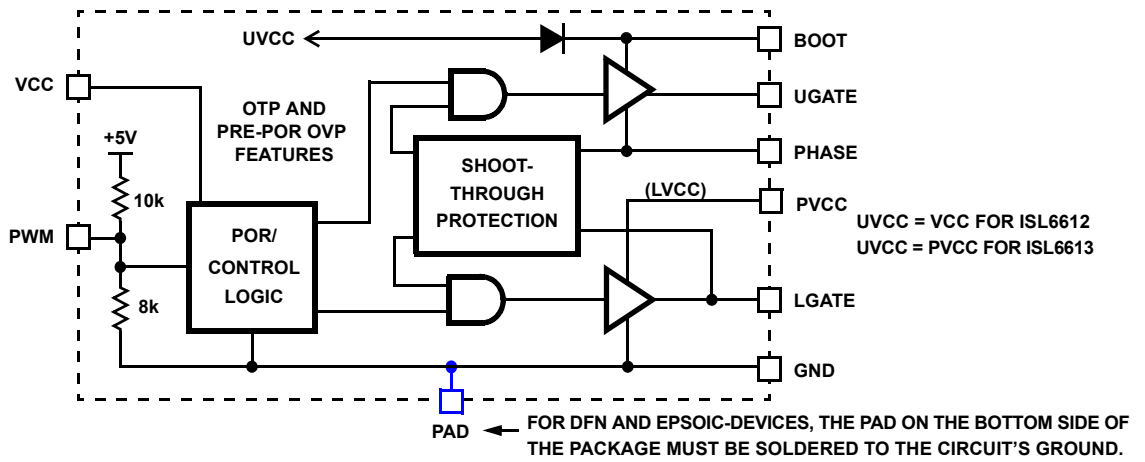 UVCC
BOOT
VCC
OTP AND
PRE-POR OVP
FEATURES
UGATE
+5V
SHOOT-
THROUGH
PROTECTION
PHASE
10k
(LVCC)
PVCC
UVCC = VCC FOR ISL6612
UVCC = PVCC FOR ISL6613
PWM
POR/
CONTROL
LOGIC
8k
LGATE
GND
PAD
FOR DFN AND EPSOIC-DEVICES, THE PAD ON THE BOTTOM SIDE OF
THE PACKAGE MUST BE SOLDERED TO THE CIRCUIT'S GROUND.